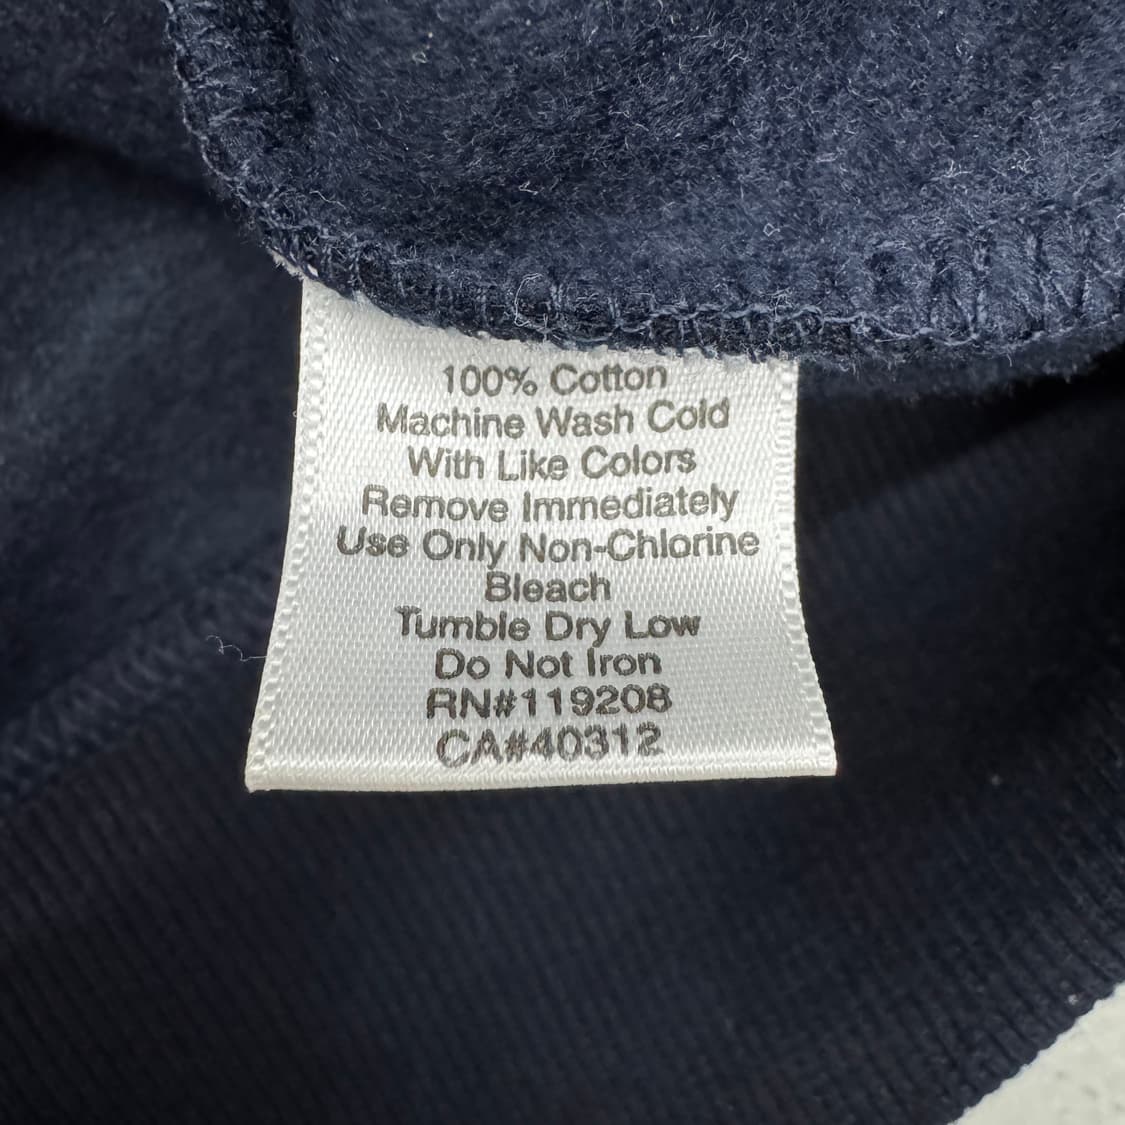 100% Cotton
Machine Wash Cold
With Like Colors
Remove Immediately
Use Only Non-Chlorine
Bleach
Tumble Dry Low
Do Not Iron
RN#119208
CA#40312